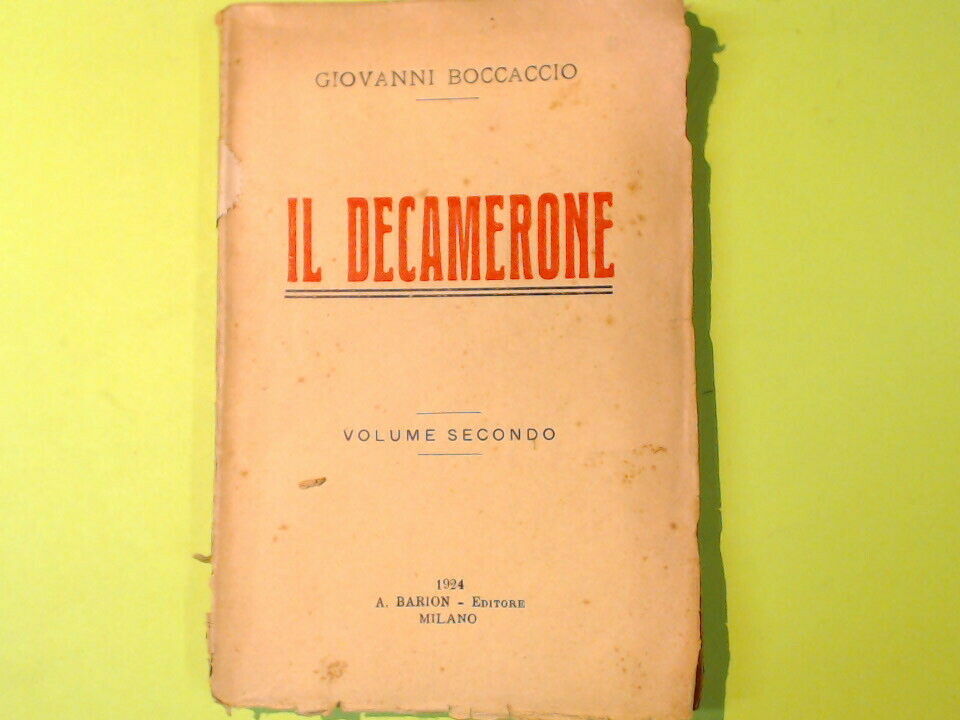 GIOVANNI BOCCACCIO
IL DECAMERONE
VOLUME SECONDO
1924
A. BARION - EDITORE
MILANO